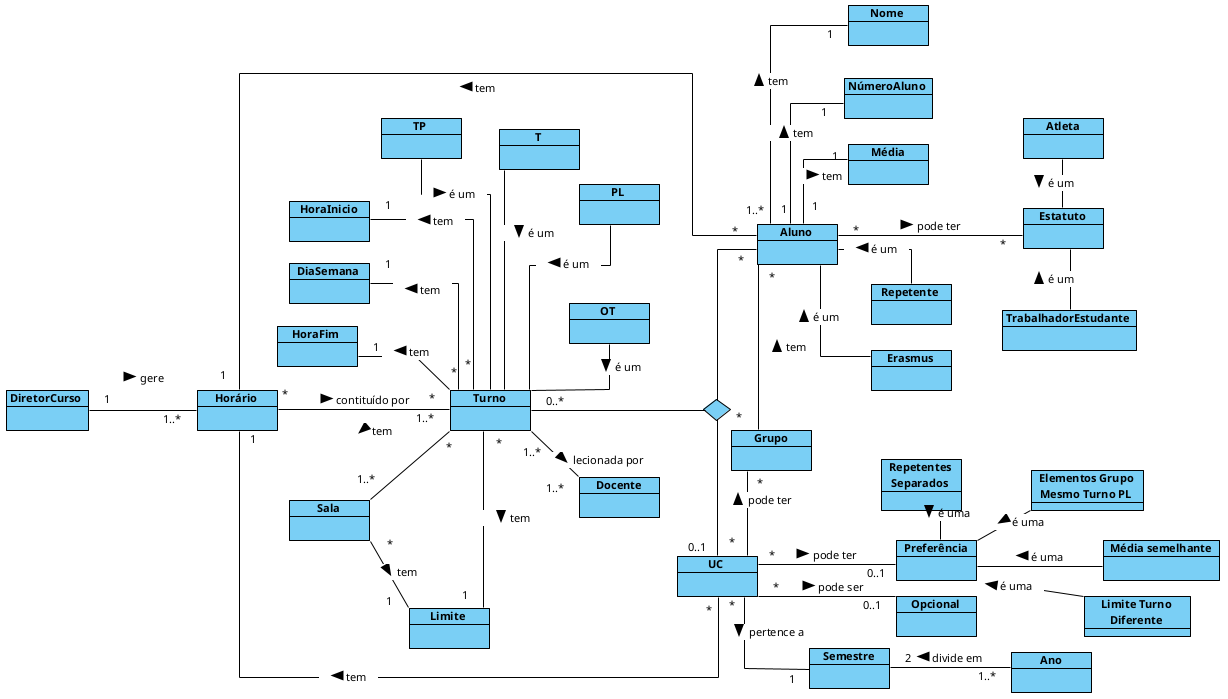 Nome
1
tem
NúmeroAluno
tem
1
TP
T
Atleta
tem
Média
1
é um
tem
PL
é um
HoraInicio
1
tem
1..*
1
1
Estatuto
é um
*
Aluno
*
pode ter
*
DiaSemana
1
tem
é um
*
é um
*
é um
Repetente
OT
TrabalhadorEstudante
HoraFim
1
tem
é um
tem
Erasmus
é um
*
*
gere
1
DiretorCurso
1
1..*
Horário
*
contituído por
*
1..*
Turno
0..*
*
1
tem
*
*
1..*
lecionada por
Grupo
*
1..*
1..*
Docente
Repetentes
Separados
Elementos Grupo
Mesmo Turno PL
Sala
tem
pode ter
é uma
é uma
*
0..1
*
UC
*
pode ter
0..1
Preferência
é uma
Média semelhante
tem
1
1
Limite
*
pode ser
0..1
Opcional
é uma
Limite Turno
Diferente
*
*
pertence a
Semestre
2
divide em
1..*
Ano
1
tem